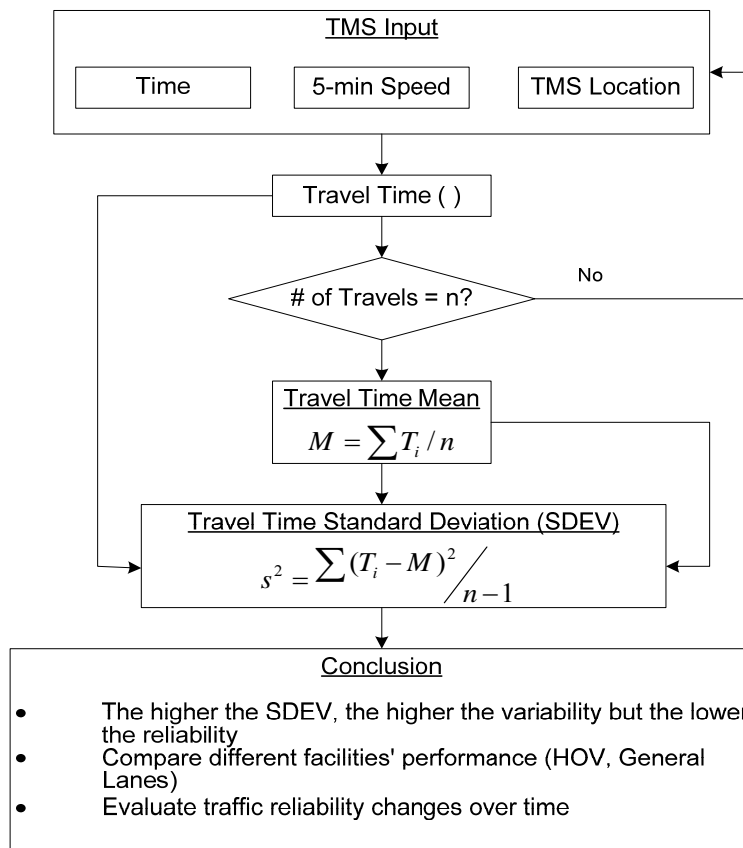 TMS Input
Time
5-min Speed
TMS Location
Travel Time ( )
# of Travels = n?
No
Travel Time Mean
M = ∑ T_i / n
Travel Time Standard Deviation (SDEV)
s² = ∑ (T_i − M)² / n − 1
Conclusion
• The higher the SDEV, the higher the variability but the lower
the reliability
• Compare different facilities' performance (HOV, General
Lanes)
• Evaluate traffic reliability changes over time